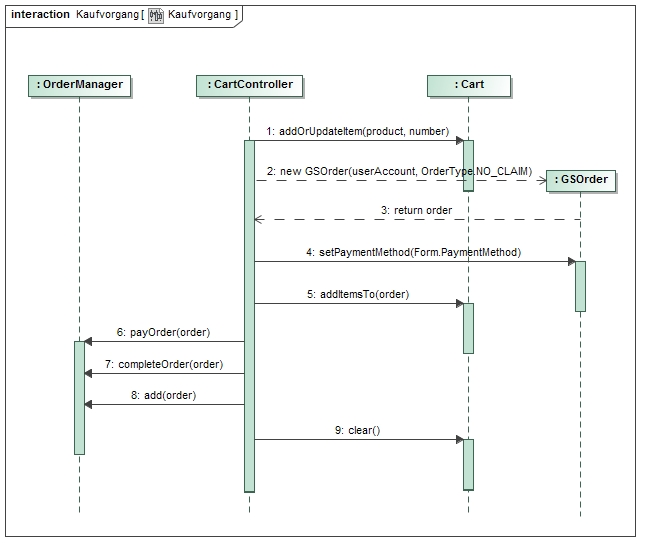 interaction Kaufvorgang [ Kaufvorgang ]
: OrderManager
: CartController
: Cart
1: addOrUpdateItem(product, number)
2: new GSOrder(userAccount, OrderType.NO_CLAIM)
: GSOrder
3: return order
4: setPaymentMethod(Form.PaymentMethod)
5: addItemsTo(order)
6: payOrder(order)
7: completeOrder(order)
8: add(order)
9: clear()